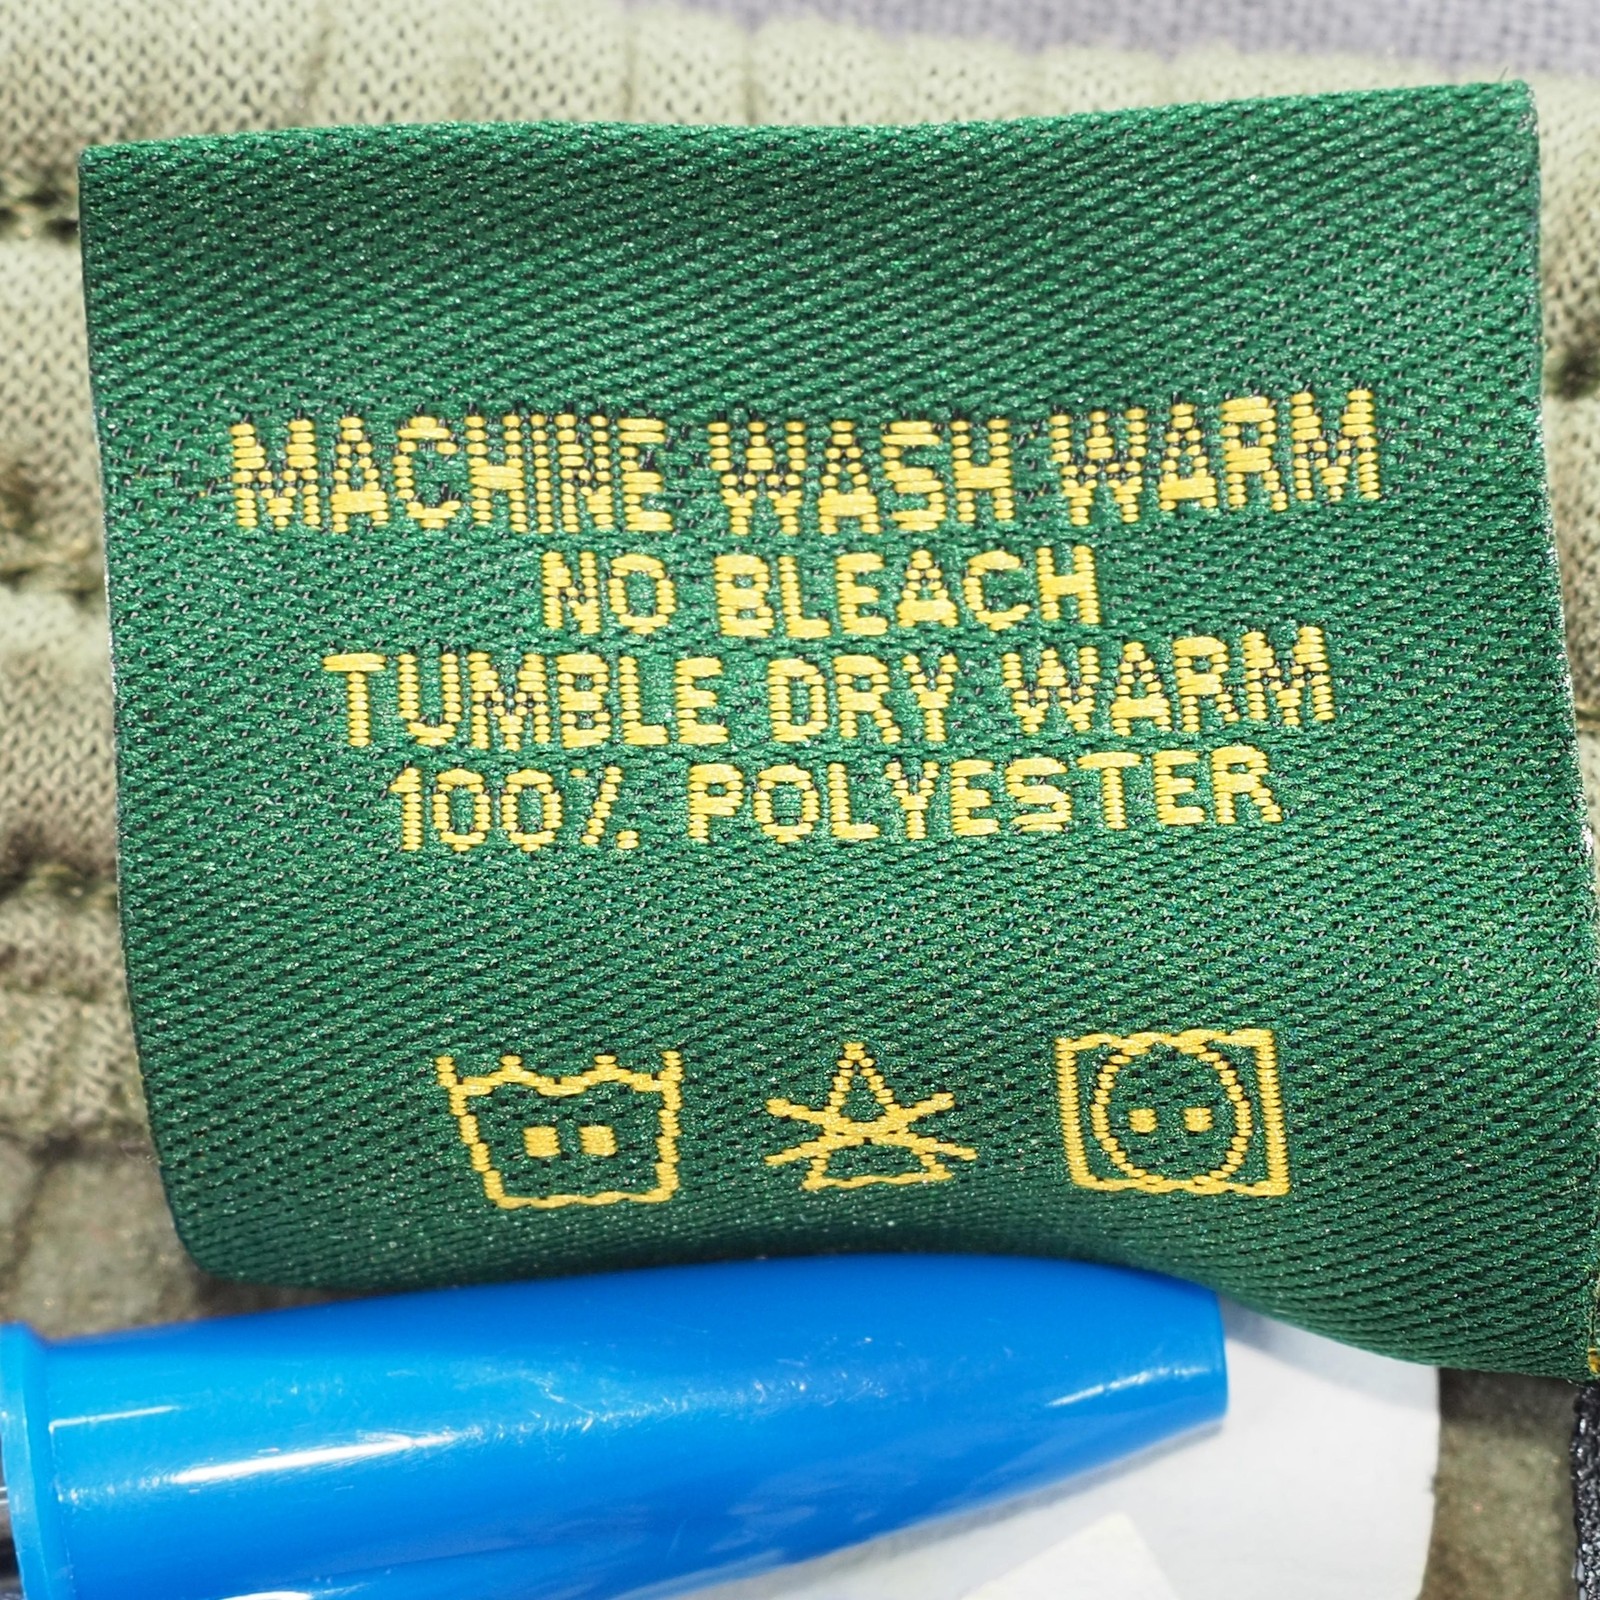 MACHINE WASH WARM
NO BLEACH
TUMBLE DRY WARM
100% POLYESTER